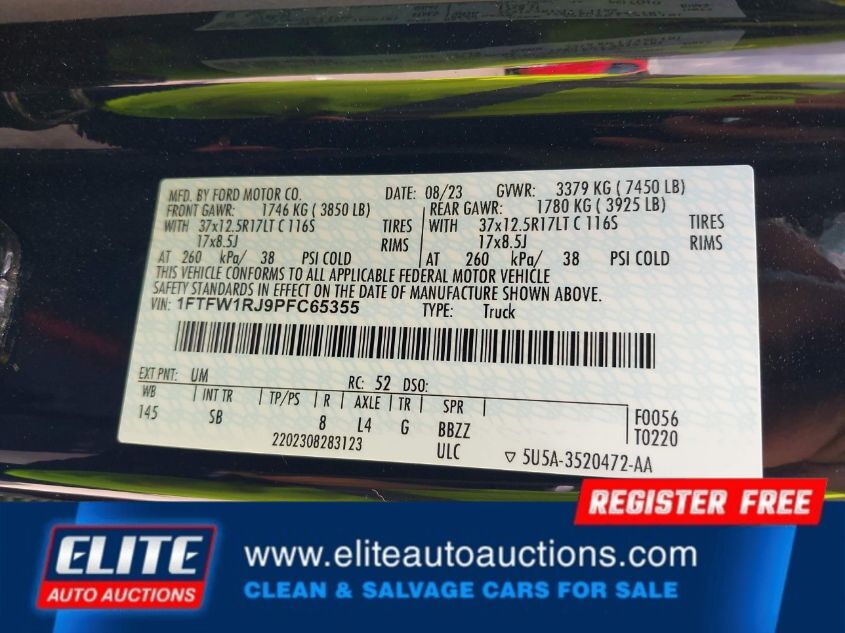 MFD. BY FORD MOTOR CO. DATE: 08/23 GVWR: 3379 KG ( 7450 LB)
FRONT GAWR: 1746 KG ( 3850 LB) REAR GAWR: 1780 KG ( 3925 LB)
WITH 37x12.5R17LT C 116S TIRES WITH 37x12.5R17LT C 116S TIRES
17x8.5J RIMS 17x8.5J RIMS
AT 260 kPa/ 38 PSI COLD AT 260 kPa/ 38 PSI COLD
THIS VEHICLE CONFORMS TO ALL APPLICABLE FEDERAL MOTOR VEHICLE
SAFETY STANDARDS IN EFFECT ON THE DATE OF MANUFACTURE SHOWN ABOVE.
VIN: 1FTFW1RJ9PFC65355 TYPE: Truck
EXT PNT: UM RC: 52 DSO:
WB INT TR TP/PS R AXLE TR SPR
145 SB 8 L4 G BBZZ F0056
2202308283123 ULC T0220
▽ 5U5A-3520472-AA
REGISTER FREE
ELITE
AUTO AUCTIONS
www.eliteautoauctions.com
CLEAN & SALVAGE CARS FOR SALE